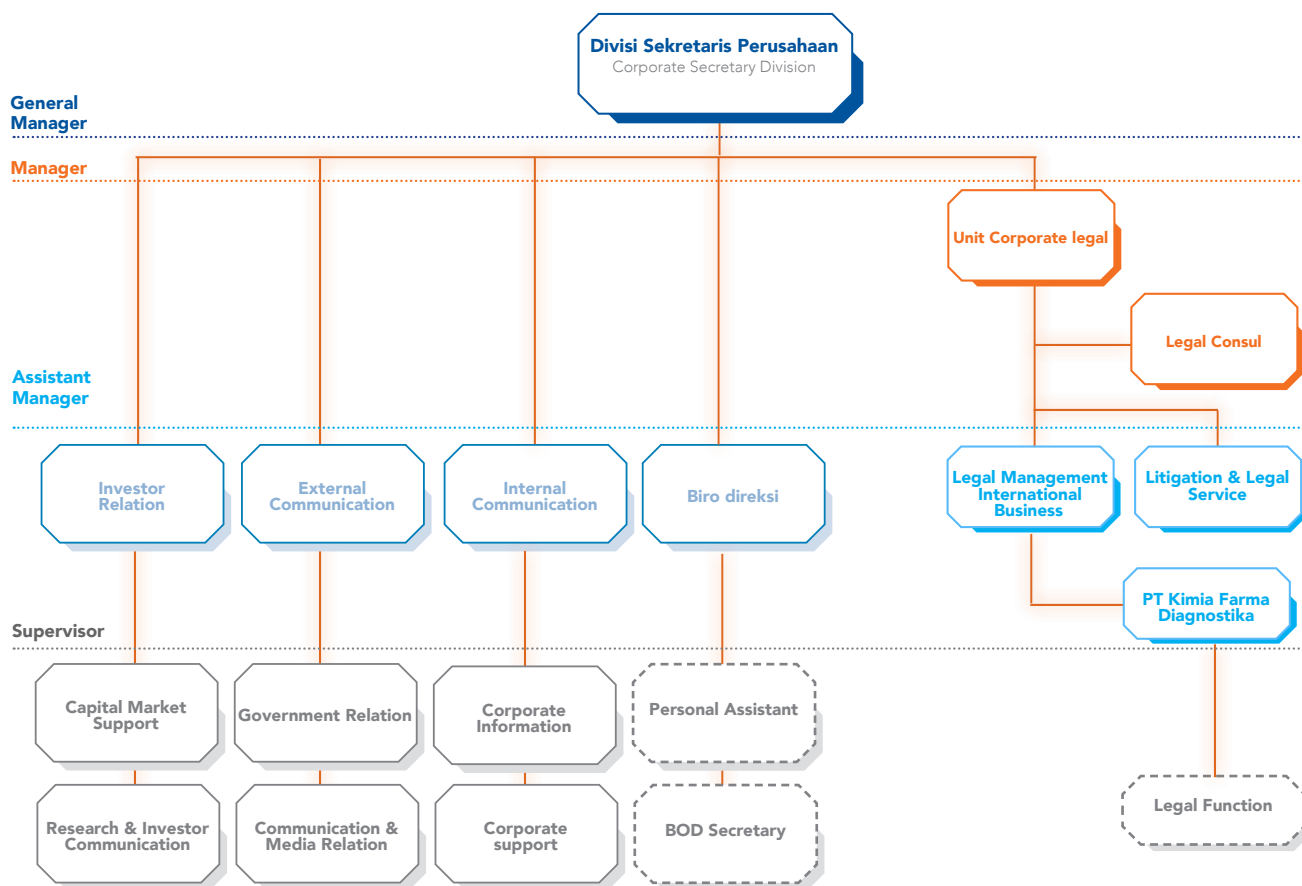 Divisi Sekretaris Perusahaan
Corporate Secretary Division
General
Manager
Manager
Unit Corporate legal
Legal Consul
Assistant
Manager
Investor
Relation
External
Communication
Internal
Communication
Biro direksi
Legal Management
International
Business
Litigation & Legal
Service
PT Kimia Farma
Diagnostika
Supervisor
Capital Market
Support
Government Relation
Corporate
Information
Personal Assistant
Research & Investor
Communication
Communication &
Media Relation
Corporate
support
BOD Secretary
Legal Function